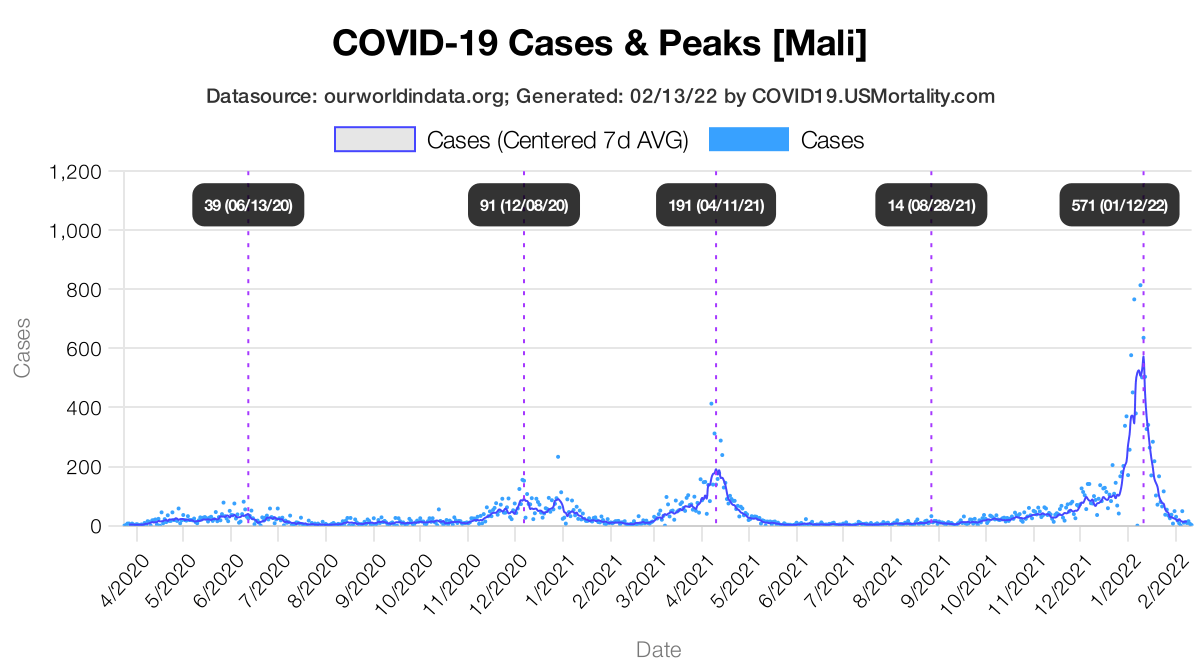 COVID-19 Cases & Peaks [Mali]
Datasource: ourworldindata.org; Generated: 02/13/22 by COVID19.USMortality.com
Cases (Centered 7d AVG) Cases
1,200
39 (06/13/20) 91 (12/08/20) 191 (04/11/21) 14 (08/28/21) 571 (01/12/22)
1,000
800
600
400
200
0
Cases
4/2020 5/2020 6/2020 7/2020 8/2020 9/2020 10/2020 11/2020 12/2020 1/2021 2/2021 3/2021 4/2021 5/2021 6/2021 7/2021 8/2021 9/2021 10/2021 11/2021 12/2021 1/2022 2/2022
Date